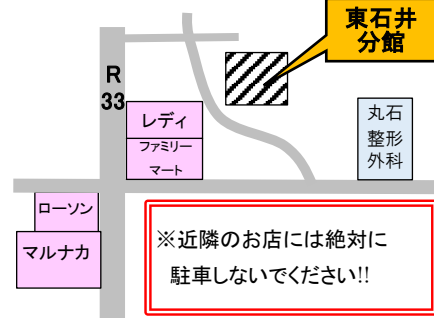 東石井
分館
R
33
レディ
ファミリー
マート
丸石
整形
外科
ローソン
マルナカ
※近隣のお店には絶対に
駐車しないでください!!